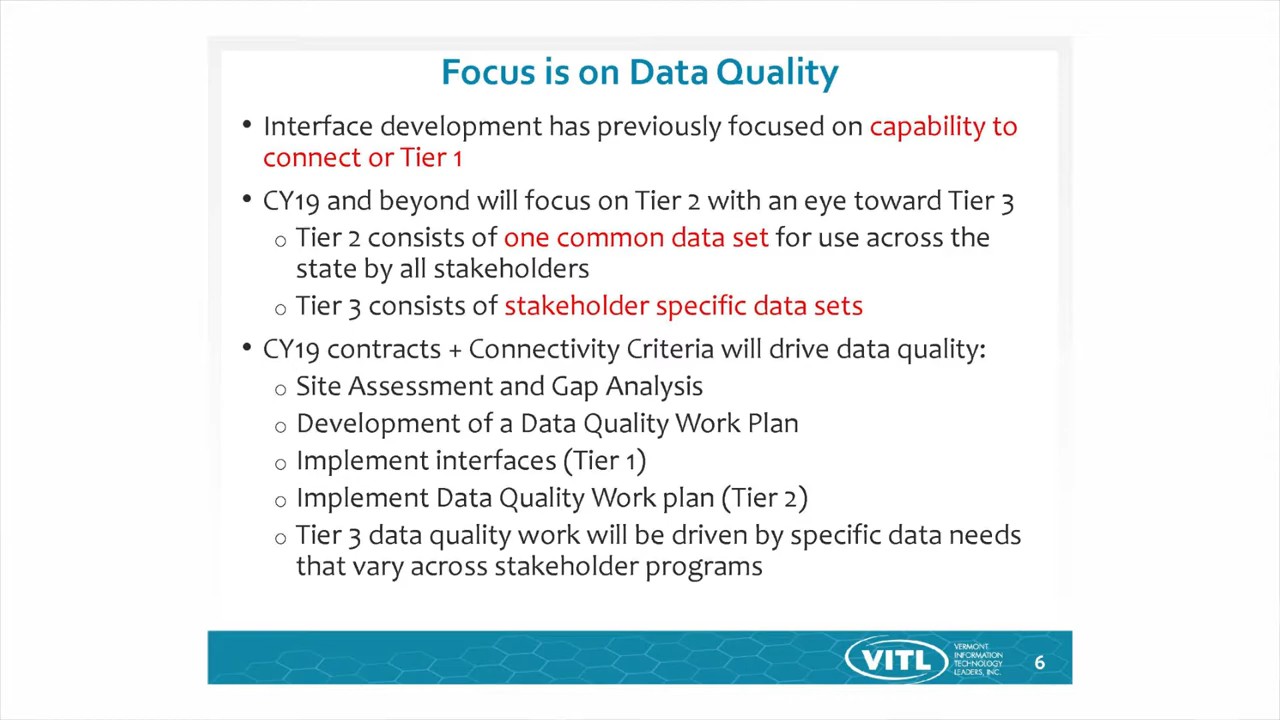 Focus is on Data Quality
• Interface development has previously focused on capability to
connect or Tier 1
• CY19 and beyond will focus on Tier 2 with an eye toward Tier 3
o Tier 2 consists of one common data set for use across the
state by all stakeholders
o Tier 3 consists of stakeholder specific data sets
• CY19 contracts + Connectivity Criteria will drive data quality:
o Site Assessment and Gap Analysis
o Development of a Data Quality Work Plan
o Implement interfaces (Tier 1)
o Implement Data Quality Work plan (Tier 2)
o Tier 3 data quality work will be driven by specific data needs
that vary across stakeholder programs
VITL
VERMONT
INFORMATION
TECHNOLOGY
LEADERS, INC.
6